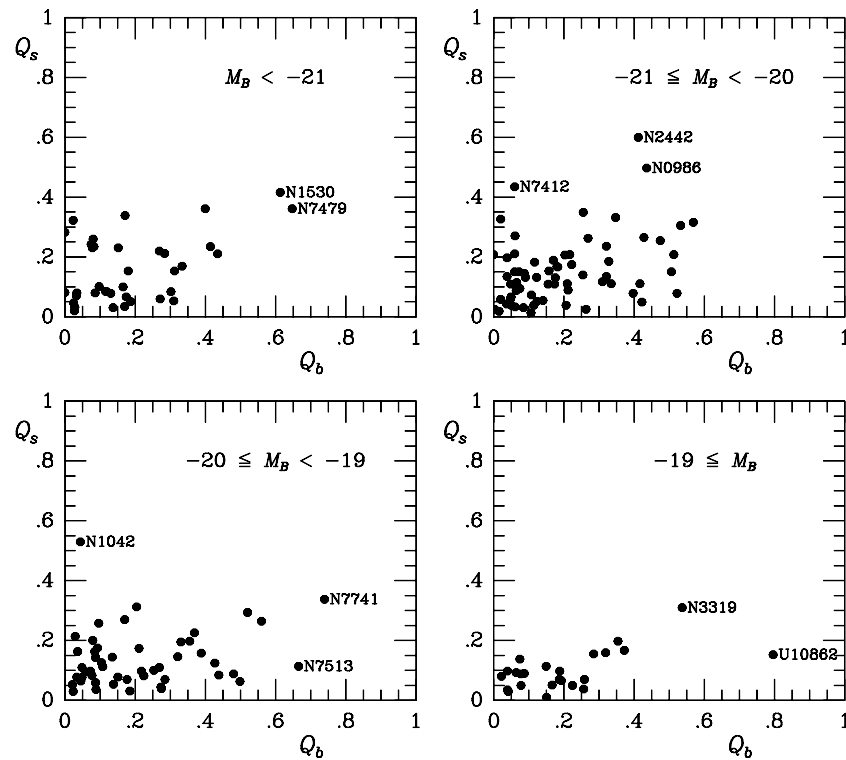 1
Q_s
.8
M_B < -21
.6
.4
N1530
N7479
.2
0
0 .2 .4 .6 .8 1
Q_b
1
Q_s
.8
-21 ≦ M_B < -20
.6
N2442
N0986
.4
N7412
.2
0
0 .2 .4 .6 .8 1
Q_b
1
Q_s
.8
-20 ≦ M_B < -19
.6
N1042
.4
N7741
.2
N7513
0
0 .2 .4 .6 .8 1
Q_b
1
Q_s
.8
-19 ≦ M_B
.6
.4
N3319
.2
U10862
0
0 .2 .4 .6 .8 1
Q_b